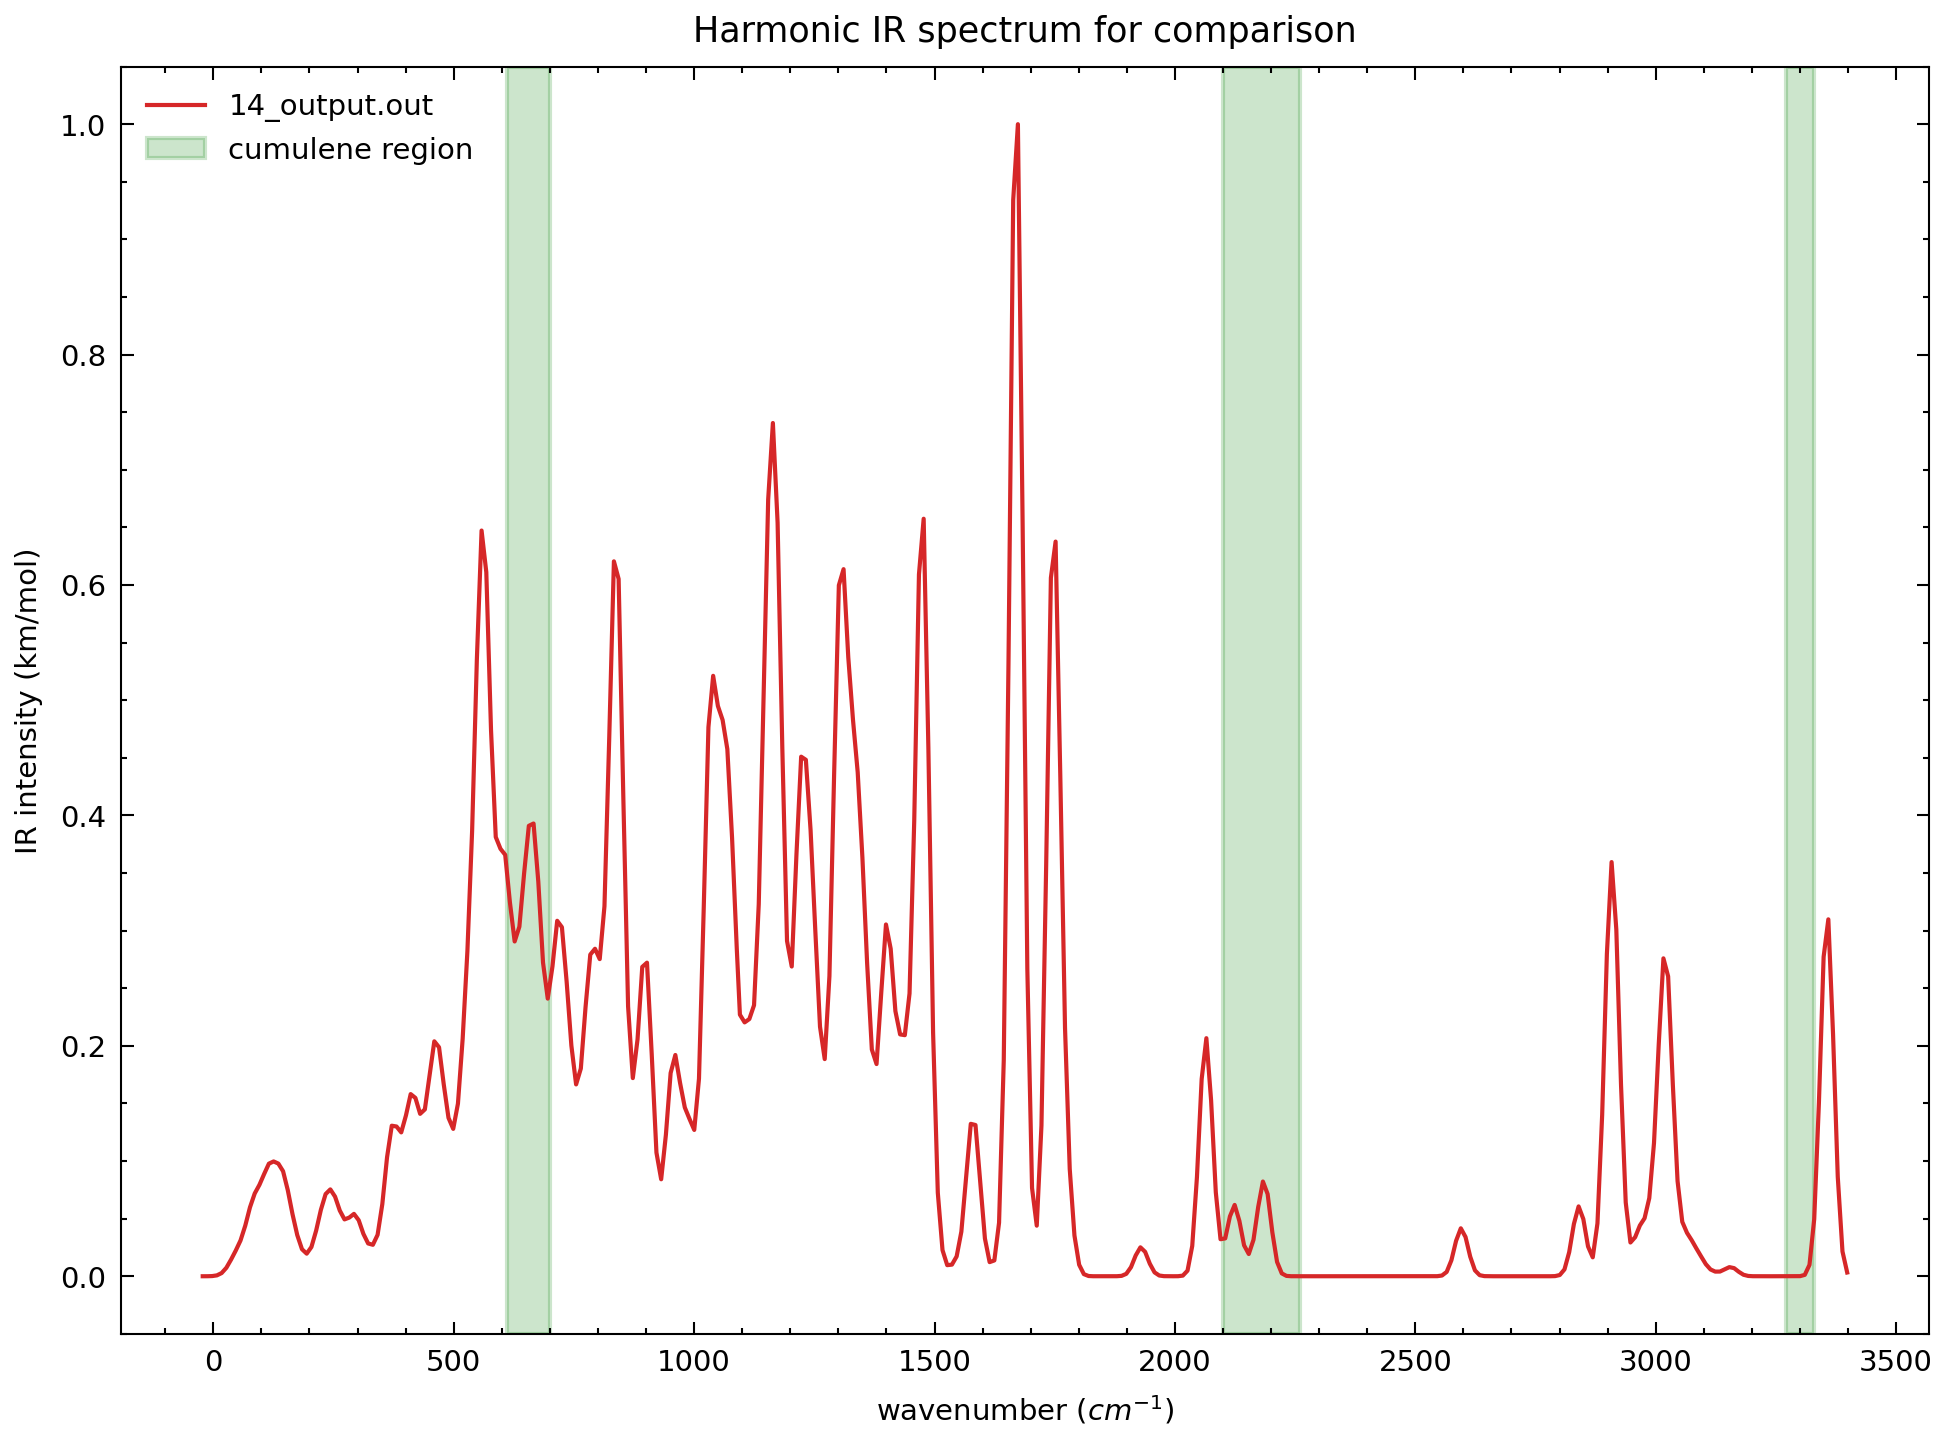 Harmonic IR spectrum for comparison
14_output.out
cumulene region
IR intensity (km/mol)
1.0
0.8
0.6
0.4
0.2
0.0
0 500 1000 1500 2000 2500 3000 3500
wavenumber (cm⁻¹)